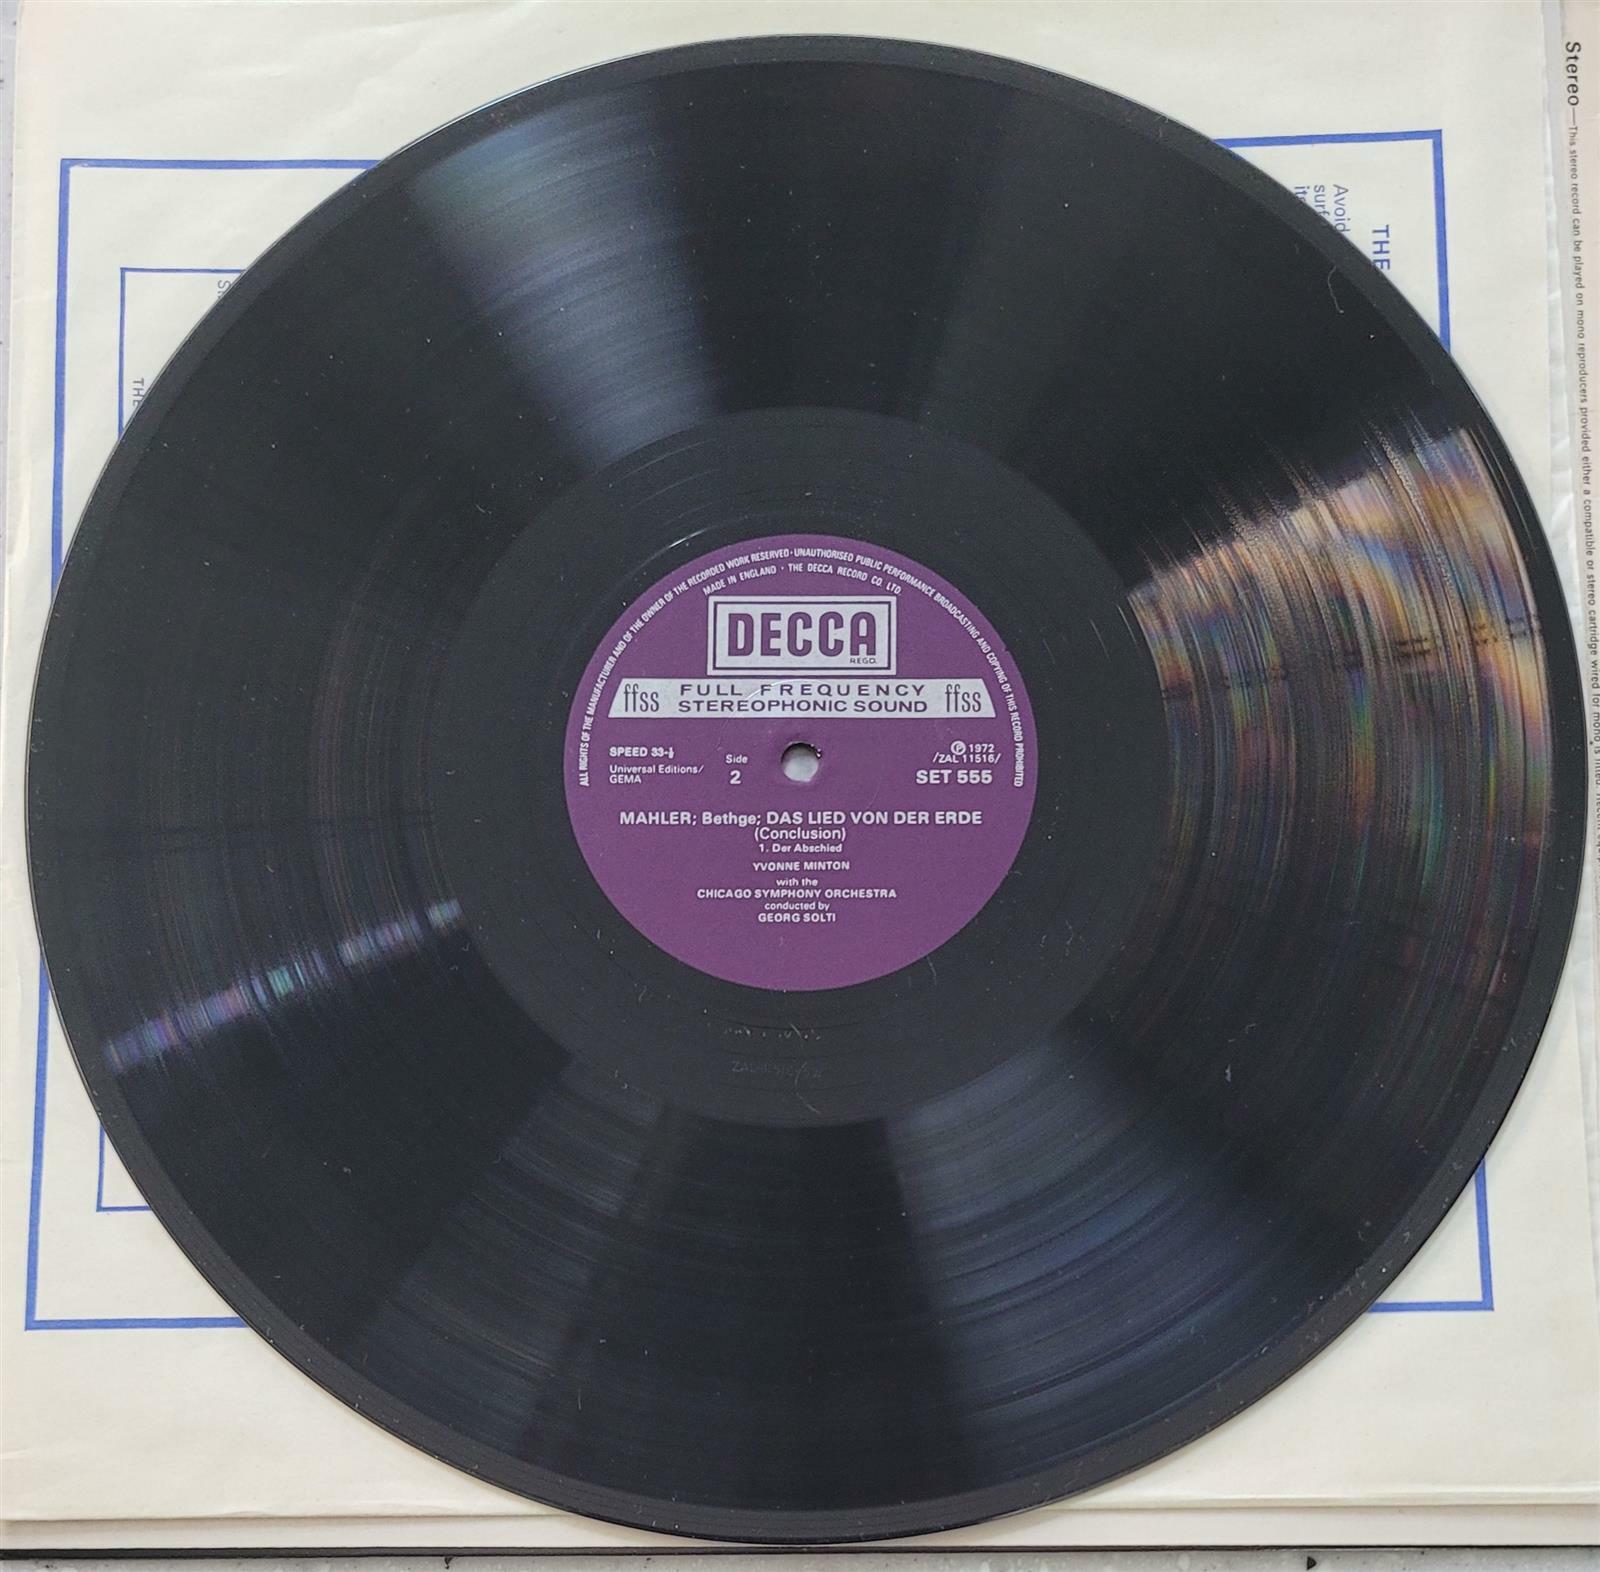 ALL RIGHTS OF THE MANUFACTURER AND OF THE OWNER OF THE RECORDED WORK RESERVED · UNAUTHORISED PUBLIC PERFORMANCE BROADCASTING AND COPYING OF THIS RECORD PROHIBITED
MADE IN ENGLAND · THE DECCA RECORD CO LTD.
DECCA
REGD.
ffss FULL FREQUENCY STEREOPHONIC SOUND ffss
SPEED 33-⅓
Universal Editions/
GEMA
Side
2
℗ 1972
/ZAL 11516/
SET 555
MAHLER; Bethge; DAS LIED VON DER ERDE
(Conclusion)
1. Der Abschied
YVONNE MINTON
with the
CHICAGO SYMPHONY ORCHESTRA
conducted by
GEORG SOLTI
THE
Avoid
Stereo—This stereo record can be played on mono reproducers provided either a compatible or stereo cartridge wired for mono is fitted.
THE